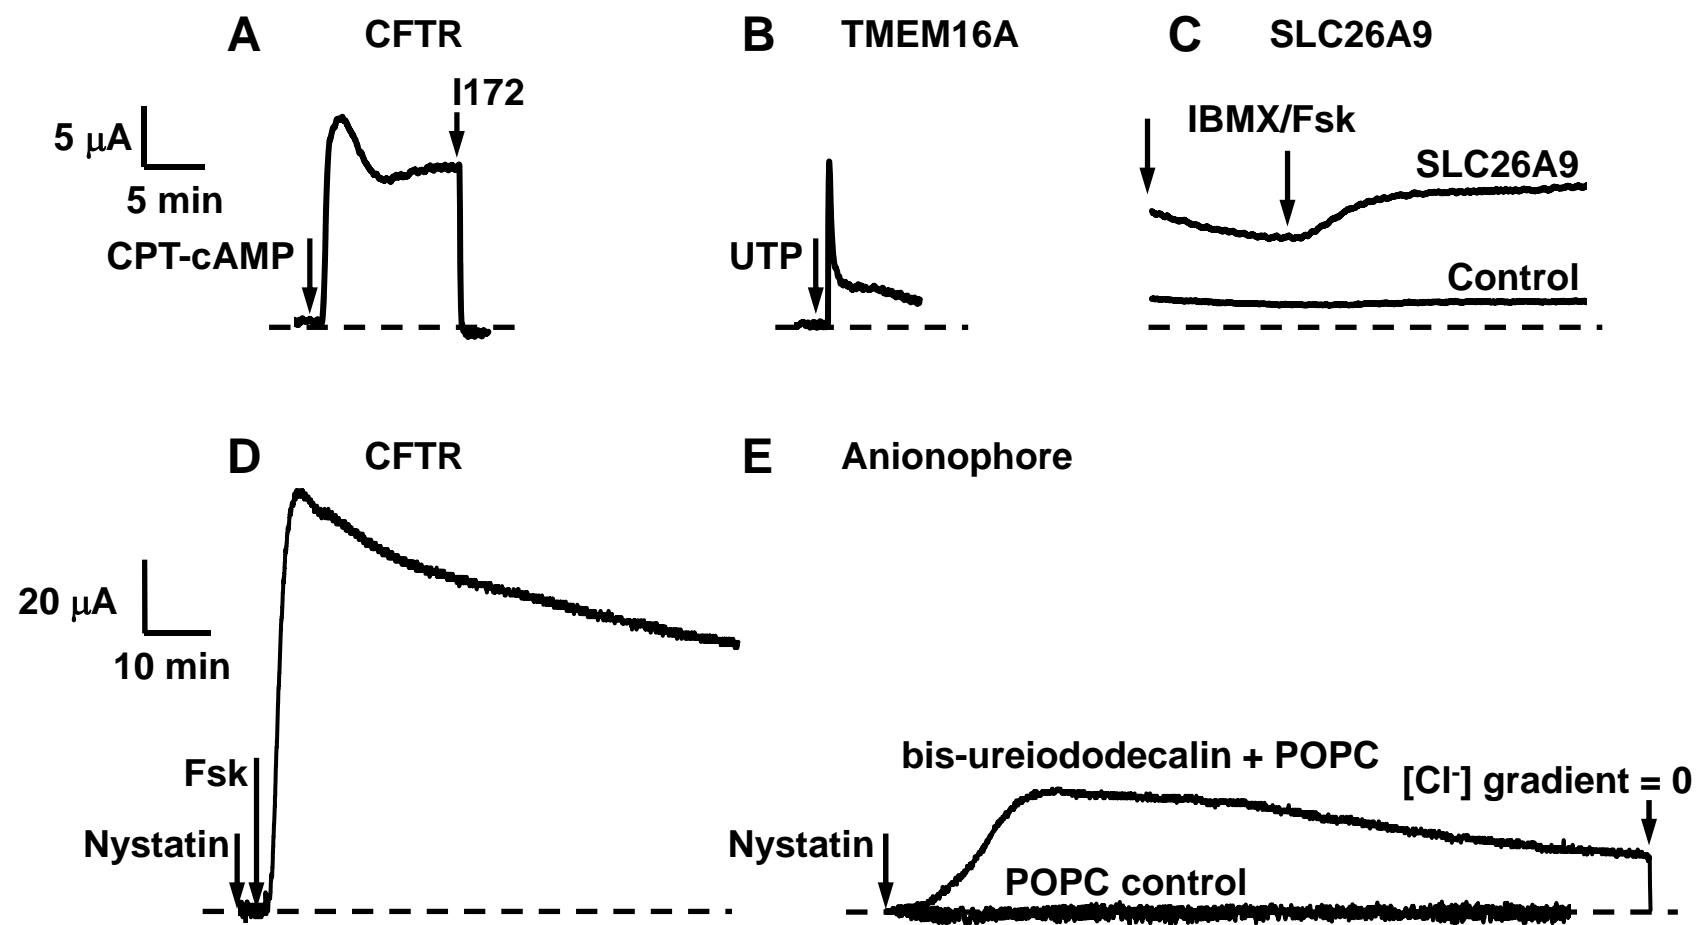 A CFTR
B TMEM16A
C SLC26A9
I172
5 μA
5 min
CPT-cAMP
UTP
IBMX/Fsk
SLC26A9
Control
D CFTR
E Anionophore
20 μA
10 min
Fsk
Nystatin
bis-ureiododecalin + POPC
[Cl-] gradient = 0
Nystatin
POPC control